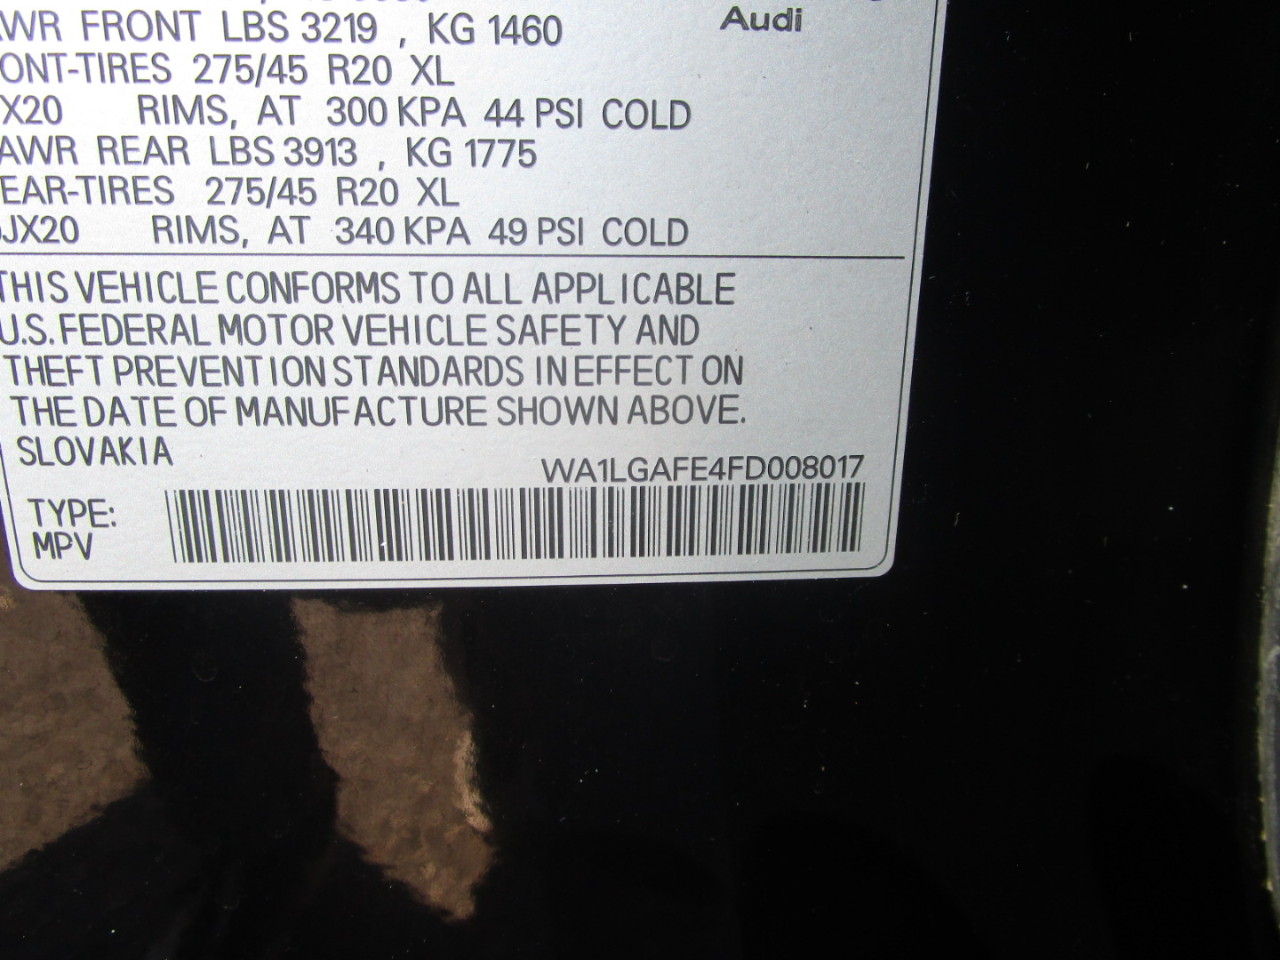 Audi
AWR FRONT LBS 3219 , KG 1460
ONT-TIRES 275/45 R20 XL
X20 RIMS, AT 300 KPA 44 PSI COLD
AWR REAR LBS 3913 , KG 1775
EAR-TIRES 275/45 R20 XL
JX20 RIMS, AT 340 KPA 49 PSI COLD
THIS VEHICLE CONFORMS TO ALL APPLICABLE
U.S. FEDERAL MOTOR VEHICLE SAFETY AND
THEFT PREVENTION STANDARDS IN EFFECT ON
THE DATE OF MANUFACTURE SHOWN ABOVE.
SLOVAKIA
WA1LGAFE4FD008017
TYPE:
MPV